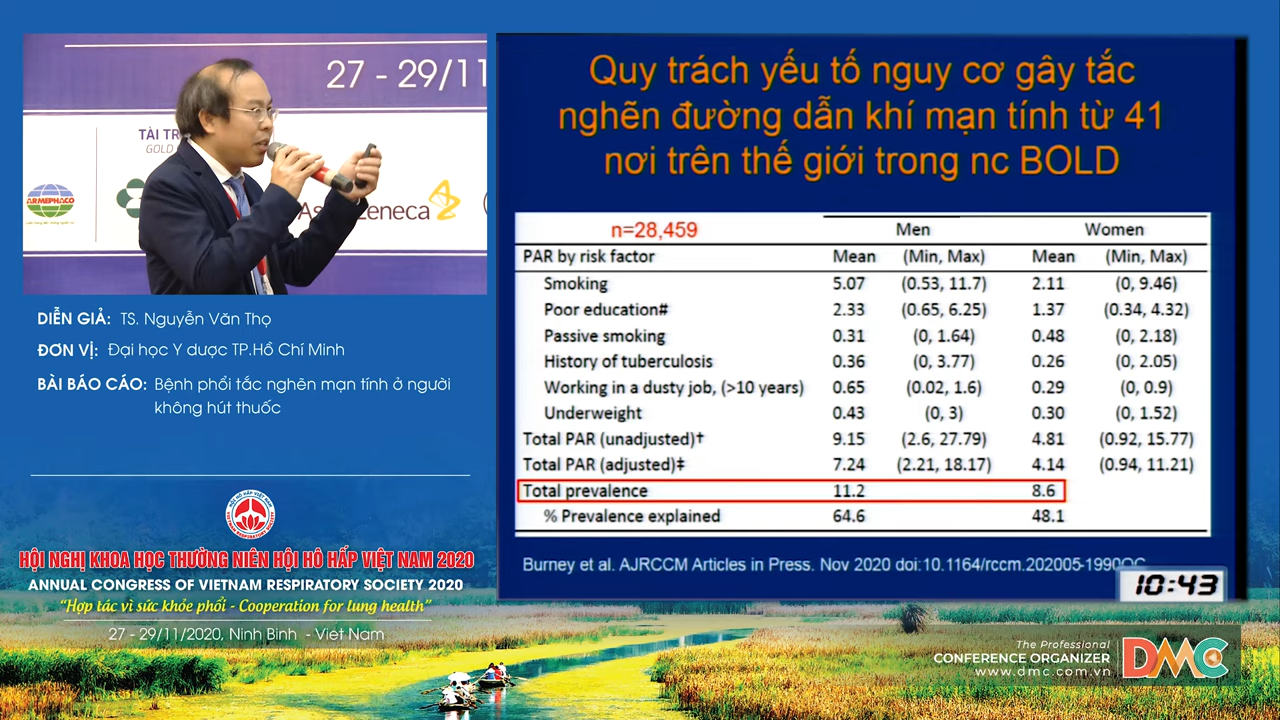 27 - 29/11
TÀI TR
GOLD
ARMEPHACO
As Zeneca
DIỄN GIẢ: TS. Nguyễn Văn Thọ
ĐƠN VỊ: Đại học Y dược TP.Hồ Chí Minh
BÀI BÁO CÁO: Bệnh phổi tắc nghẽn mạn tính ở người
không hút thuốc
HỘI HÔ HẤP VIỆT NAM
VIETNAM RESPIRATORY SOCIETY
HỘI NGHỊ KHOA HỌC THƯỜNG NIÊN HỘI HÔ HẤP VIỆT NAM 2020
ANNUAL CONGRESS OF VIETNAM RESPIRATORY SOCIETY 2020
“Hợp tác vì sức khỏe phổi - Cooperation for lung health”
27 - 29/11/2020, Ninh Bình - Việt Nam
Quy trách yếu tố nguy cơ gây tắc
nghẽn đường dẫn khí mạn tính từ 41
nơi trên thế giới trong nc BOLD
n=28,459 Men Women
PAR by risk factor Mean (Min, Max) Mean (Min, Max)
Smoking 5.07 (0.53, 11.7) 2.11 (0, 9.46)
Poor education# 2.33 (0.65, 6.25) 1.37 (0.34, 4.32)
Passive smoking 0.31 (0, 1.64) 0.48 (0, 2.18)
History of tuberculosis 0.36 (0, 3.77) 0.26 (0, 2.05)
Working in a dusty job, (>10 years) 0.65 (0.02, 1.6) 0.29 (0, 0.9)
Underweight 0.43 (0, 3) 0.30 (0, 1.52)
Total PAR (unadjusted)† 9.15 (2.6, 27.79) 4.81 (0.92, 15.77)
Total PAR (adjusted)‡ 7.24 (2.21, 18.17) 4.14 (0.94, 11.21)
Total prevalence 11.2 8.6
% Prevalence explained 64.6 48.1
Burney et al. AJRCCM Articles in Press. Nov 2020 doi:10.1164/rccm.202005-1990OC
10:43
The Professional
CONFERENCE ORGANIZER
www.dmc.com.vn
DMC